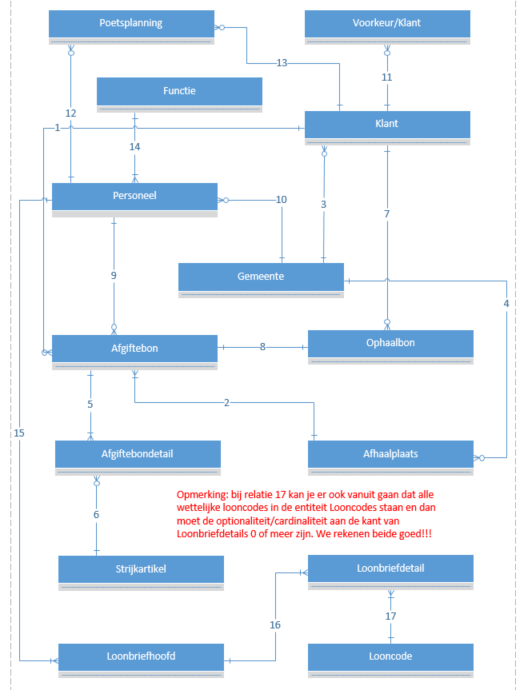 Poetsplanning
Voorkeur/Klant
13
11
Functie
12
1
Klant
14
Personeel
10
3
7
9
Gemeente
4
Afgiftebon
8
Ophaalbon
5
2
15
Afgiftebondetail
Afhaalplaats
6
Opmerking: bij relatie 17 kan je er ook vanuit gaan dat alle
wettelijke looncodes in de entiteit Looncodes staan en dan
moet de optionaliteit/cardinaliteit aan de kant van
Loonbriefdetails 0 of meer zijn. We rekenen beide goed!!!
Strijkartikel
Loonbriefdetail
16
17
Loonbriefhoofd
Looncode